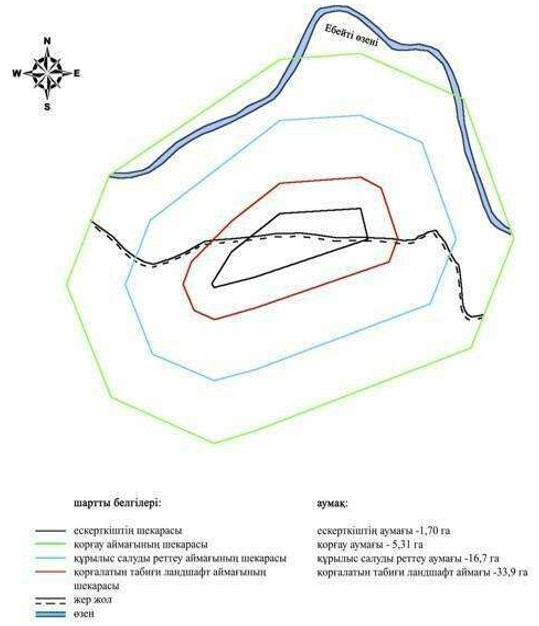 Ебейті өзені
N
W E
S
шартты белгілері:
ескерткіштің шекарасы
қорғау аймағының шекарасы
құрылыс салуды реттеу аймағының шекарасы
қорғалатын табиғи ландшафт аймағының
шекарасы
жер жол
өзен
аумақ:
ескерткіштің аумағы -1,70 га
қорғау аумағы - 5,31 га
құрылыс салуды реттеу аумағы -16,7 га
қорғалатын табиғи ландшафт аймағы -33,9 га